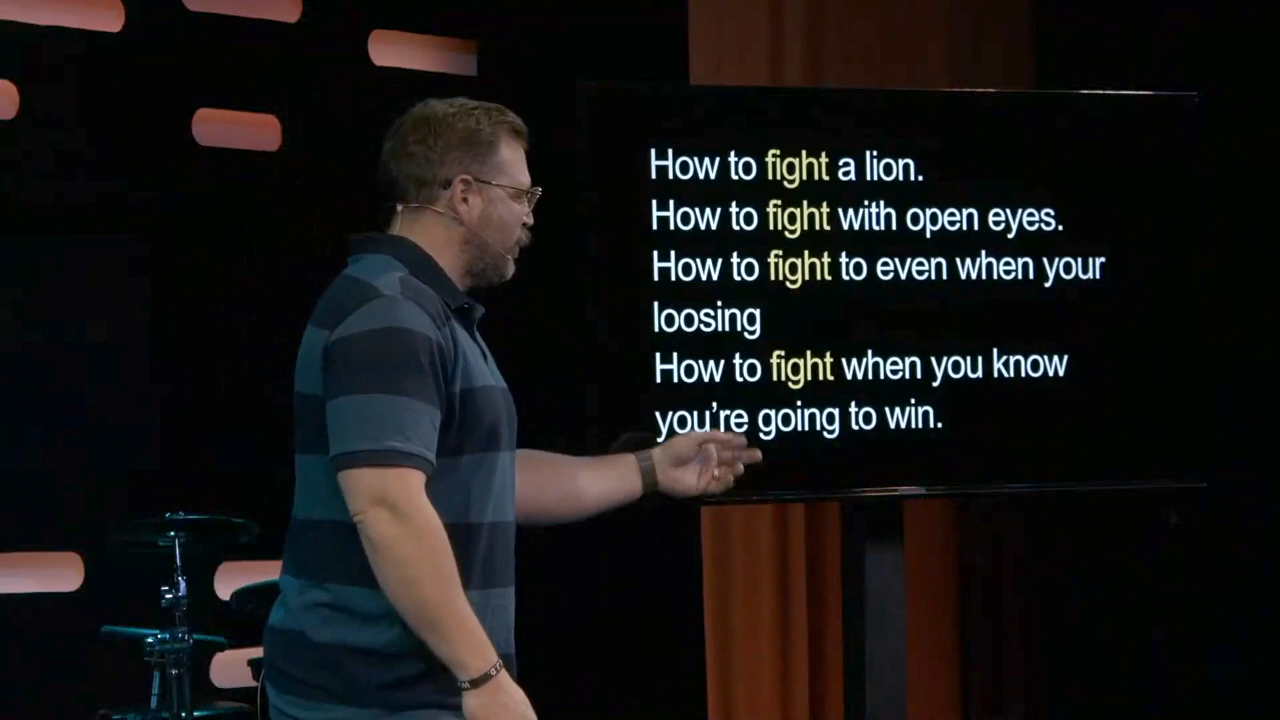 How to fight a lion.
How to fight with open eyes.
How to fight to even when your
loosing
How to fight when you know
you're going to win.